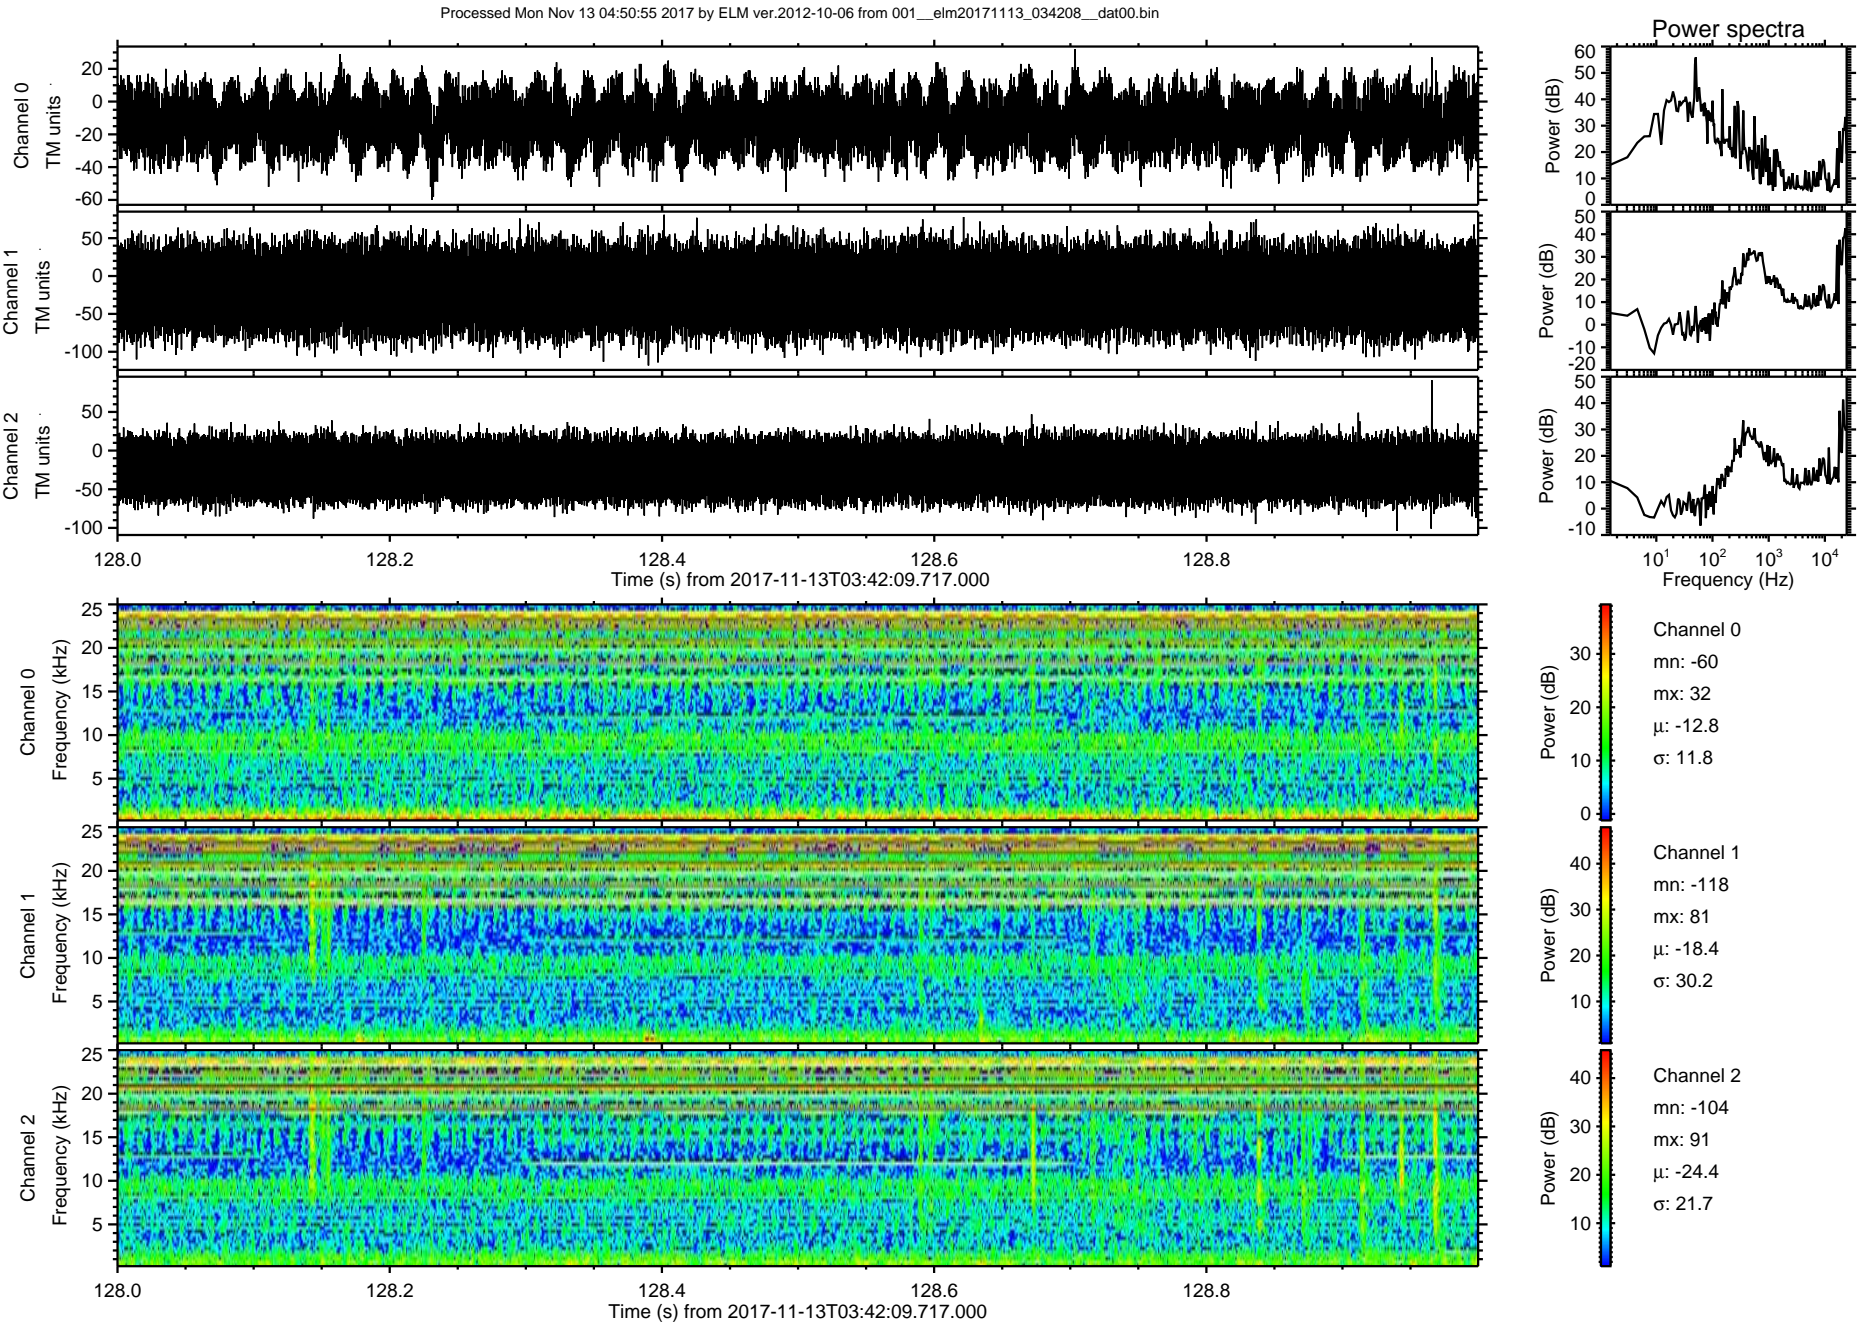 Processed Mon Nov 13 04:50:55 2017 by ELM ver.2012-10-06 from 001__elm20171113_034208__dat00.bin
Power spectra
Channel 0
TM units
20
0
-20
-40
-60
Power (dB)
60
50
40
30
20
10
0
Channel 1
TM units
50
0
-50
-100
Power (dB)
50
40
30
20
10
0
-10
-20
Channel 2
TM units
50
0
-50
-100
Power (dB)
50
40
30
20
10
0
-10
128.0 128.2 128.4 128.6 128.8
Time (s) from 2017-11-13T03:42:09.717.000
10¹ 10² 10³ 10⁴
Frequency (Hz)
Channel 0
Frequency (kHz)
25
20
15
10
5
Power (dB)
30
20
10
0
Channel 0
mn: -60
mx: 32
μ: -12.8
σ: 11.8
Channel 1
Frequency (kHz)
25
20
15
10
5
Power (dB)
40
30
20
10
Channel 1
mn: -118
mx: 81
μ: -18.4
σ: 30.2
Channel 2
Frequency (kHz)
25
20
15
10
5
Power (dB)
40
30
20
10
Channel 2
mn: -104
mx: 91
μ: -24.4
σ: 21.7
128.0 128.2 128.4 128.6 128.8
Time (s) from 2017-11-13T03:42:09.717.000